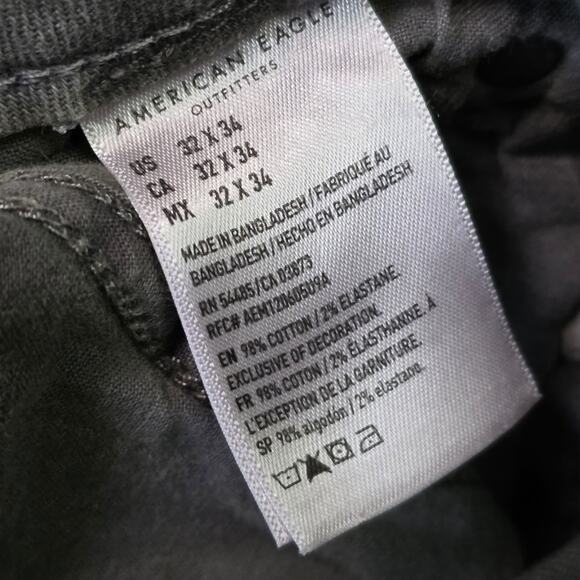 AMERICAN EAGLE
OUTFITTERS
US 32 X 34
CA 32 X 34
MX 32 X 34
MADE IN BANGLADESH / FABRIQUÉ AU
BANGLADESH / HECHO EN BANGLADESH
RN 54485 / CA 03873
RFC# AEM120605U9A
EN 98% COTTON / 2% ELASTANE.
EXCLUSIVE OF DECORATION.
FR 98% COTON / 2% ÉLASTHANNE. À
L'EXCEPTION DE LA GARNITURE.
SP 98% algodón / 2% elastane.